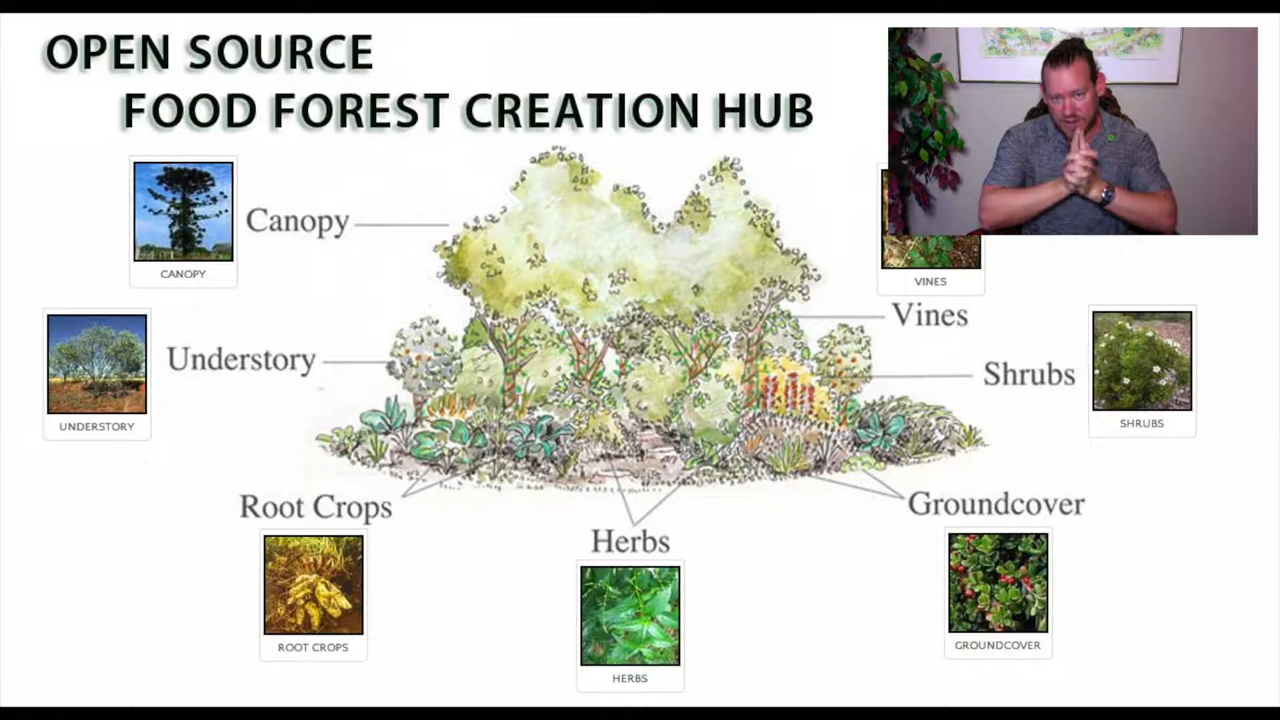 OPEN SOURCE
FOOD FOREST CREATION HUB
Canopy
CANOPY
VINES
Vines
Understory
UNDERSTORY
Shrubs
SHRUBS
Root Crops
ROOT CROPS
Herbs
HERBS
Groundcover
GROUNDCOVER